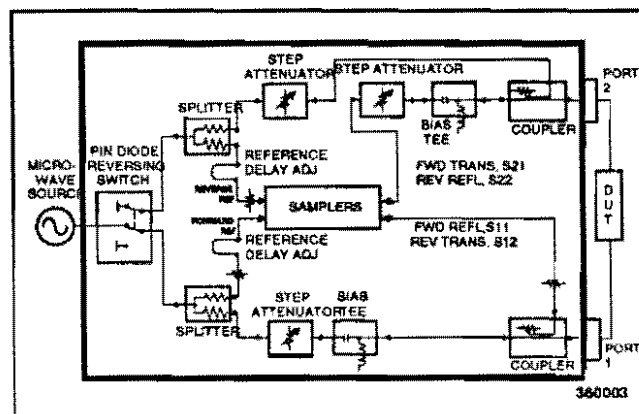 STEP
ATTENUATOR
STEP ATTENUATOR
PORT
2
SPLITTER
BIAS
TEE
COUPLER
PIN DIODE
REVERSING
SWITCH
MICRO-
WAVE
SOURCE
REFERENCE
DELAY ADJ
REVERSE
REF
FWD TRANS, S21
REV REFL, S22
SAMPLERS
DUT
FORWARD
REF
FWD REFL,S11
REV TRANS, S12
REFERENCE
DELAY ADJ
SPLITTER
STEP
ATTENUATOR
BIAS
TEE
COUPLER
PORT
1
360003